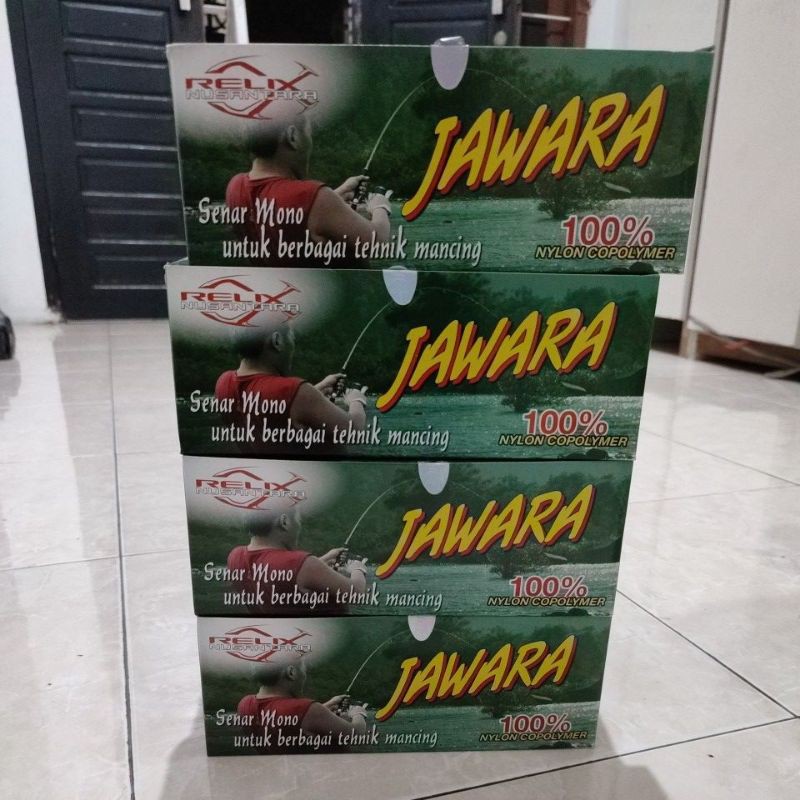 RELIX
NUSANTARA
JAWARA
Senar Mono
untuk berbagai tehnik mancing
100%
NYLON COPOLYMER
RELIX
NUSANTARA
JAWARA
Senar Mono
untuk berbagai tehnik mancing
100%
NYLON COPOLYMER
RELIX
NUSANTARA
JAWARA
Senar Mono
untuk berbagai tehnik mancing
100%
NYLON COPOLYMER
RELIX
NUSANTARA
JAWARA
Senar Mono
untuk berbagai tehnik mancing
100%
NYLON COPOLYMER